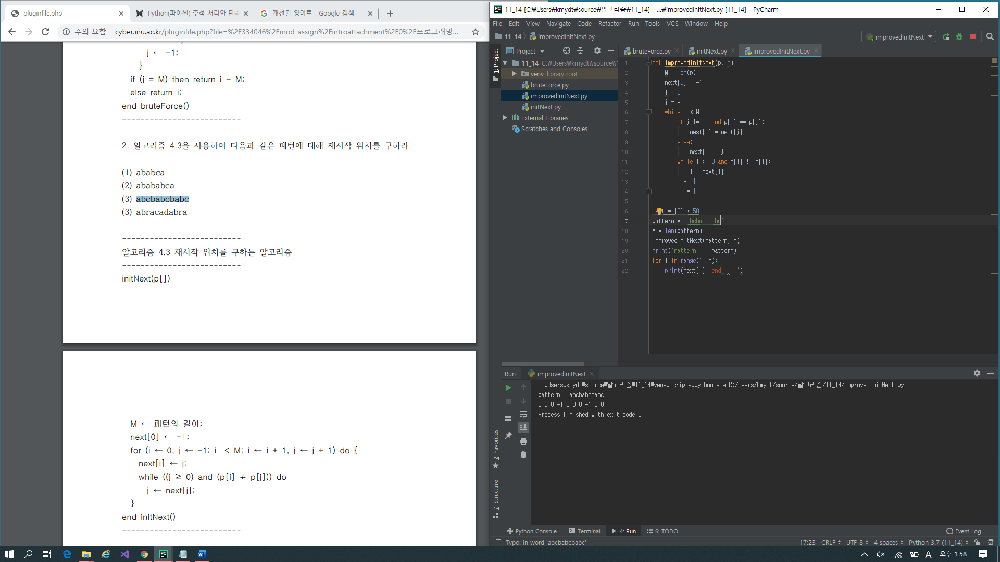 pluginfile.php
Python(파이썬) 주석 처리와 단축
개선된 영어로 - Google 검색
주의 요함
cyber.inu.ac.kr/pluginfile.php?file=%2F334046%2Fmod_assign%2Fintroattachment%2F0%2F프로그래밍...
j ← -1;
}
if (j = M) then return i - M;
else return i;
end bruteForce()
--------------------------
2. 알고리즘 4.3을 사용하여 다음과 같은 패턴에 대해 재시작 위치를 구하라.
(1) ababca
(2) abababca
(3) abcbabcbabc
(3) abracadabra
--------------------------
알고리즘 4.3 재시작 위치를 구하는 알고리즘
--------------------------
initNext(p[])
M ← 패턴의 길이;
next[0] ← -1;
for (i ← 0, j ← -1; i < M; i ← i + 1, j ← j + 1) do {
next[i] ← j;
while ((j ≥ 0) and (p[i] ≠ p[j])) do
j ← next[j];
}
end initNext()
--------------------------
11_14 [C:₩Users₩kmydt₩source₩알고리즘₩11_14] - ...₩improvedInitNext.py [11_14] - PyCharm
File Edit View Navigate Code Refactor Run Tools VCS Window Help
11_14 improvedInitNext.py
improvedInitNext
1: Project
Project
11_14 C:₩Users₩kmydt₩source₩
venv library root
bruteForce.py
improvedInitNext.py
initNext.py
External Libraries
Scratches and Consoles
bruteForce.py initNext.py improvedInitNext.py
1 def improvedInitNext(p, M):
2 M = len(p)
3 next[0] = -1
4 i = 0
5 j = -1
6 while i < M:
7 if j != -1 and p[i] == p[j]:
8 next[i] = next[j]
9 else:
10 next[i] = j
11 while j >= 0 and p[i] != p[j]:
12 j = next[j]
13 i += 1
14 j += 1
15
16 next = [0] * 50
17 pattern = 'abcbabcbabc'
18 M = len(pattern)
19 improvedInitNext(pattern, M)
20 print('pattern :', pattern)
21 for i in range(1, M):
22 print(next[i], end = ' ')
Run: improvedInitNext
C:₩Users₩kmydt₩source₩알고리즘₩11_14₩venv₩Scripts₩python.exe C:/Users/kmydt/source/알고리즘/11_14/improvedInitNext.py
pattern : abcbabcbabc
0 0 0 -1 0 0 0 -1 0 0
Process finished with exit code 0
2: Favorites
7: Structure
Python Console Terminal 4: Run 6: TODO Event Log
Typo: In word 'abcbabcbabc' 17:23 CRLF UTF-8 4 spaces Python 3.7 (11_14)
A 오후 1:58